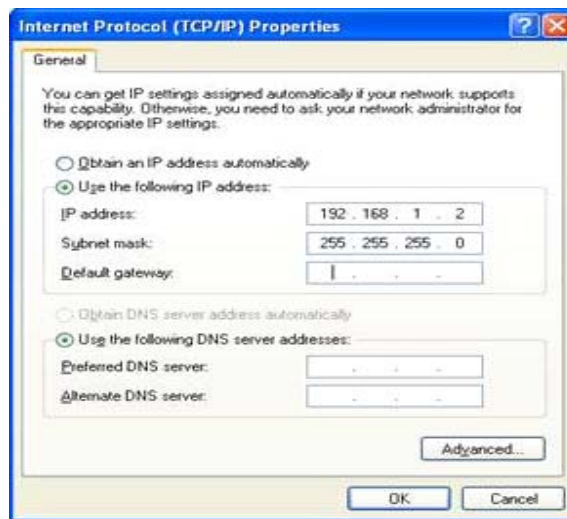 Internet Protocol (TCP/IP) Properties
General
You can get IP settings assigned automatically if your network supports
this capability. Otherwise, you need to ask your network administrator for
the appropriate IP settings.
Obtain an IP address automatically
Use the following IP address:
IP address: 192 . 168 . 1 . 2
Subnet mask: 255 . 255 . 255 . 0
Default gateway: . . .
Obtain DNS server address automatically
Use the following DNS server addresses:
Preferred DNS server: . . .
Alternate DNS server: . . .
Advanced...
OK Cancel